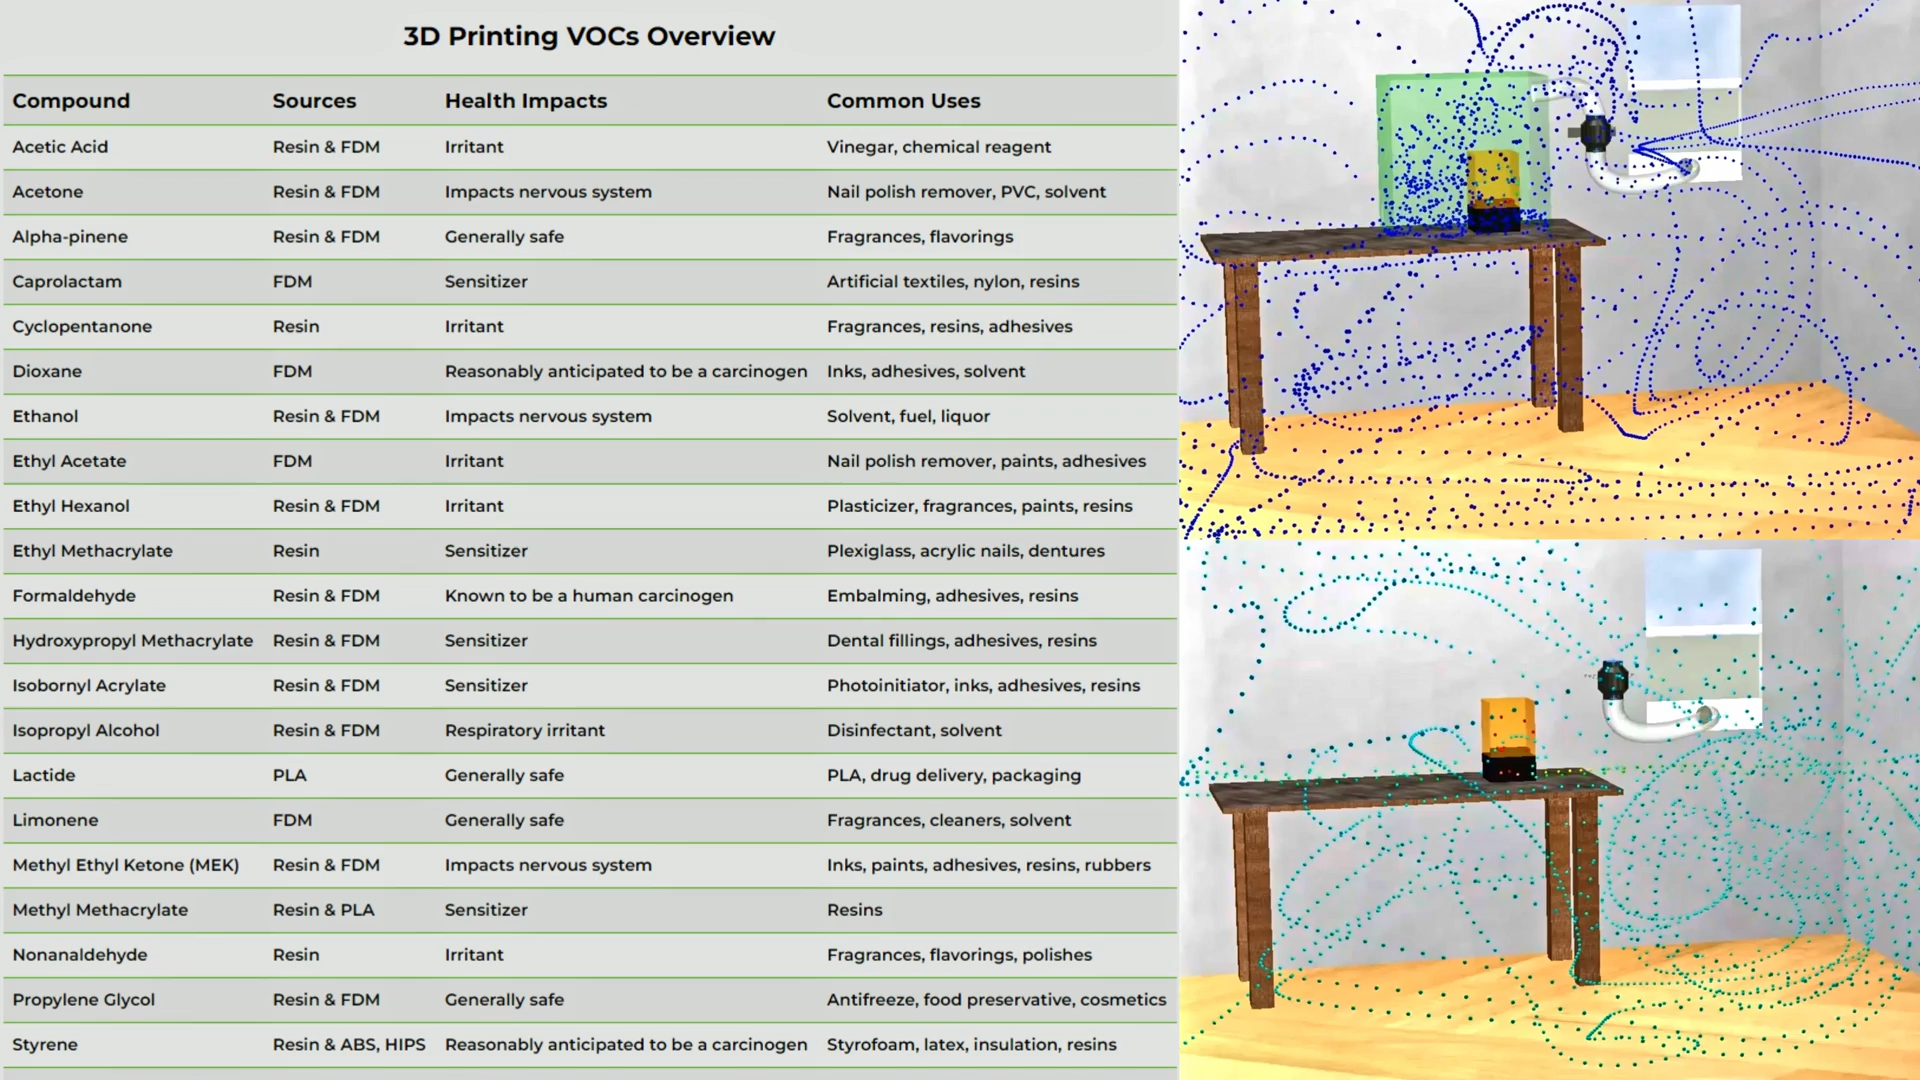 3D Printing VOCs Overview
Compound Sources Health Impacts Common Uses
Acetic Acid Resin & FDM Irritant Vinegar, chemical reagent
Acetone Resin & FDM Impacts nervous system Nail polish remover, PVC, solvent
Alpha-pinene Resin & FDM Generally safe Fragrances, flavorings
Caprolactam FDM Sensitizer Artificial textiles, nylon, resins
Cyclopentanone Resin Irritant Fragrances, resins, adhesives
Dioxane FDM Reasonably anticipated to be a carcinogen Inks, adhesives, solvent
Ethanol Resin & FDM Impacts nervous system Solvent, fuel, liquor
Ethyl Acetate FDM Irritant Nail polish remover, paints, adhesives
Ethyl Hexanol Resin & FDM Irritant Plasticizer, fragrances, paints, resins
Ethyl Methacrylate Resin Sensitizer Plexiglass, acrylic nails, dentures
Formaldehyde Resin & FDM Known to be a human carcinogen Embalming, adhesives, resins
Hydroxypropyl Methacrylate Resin & FDM Sensitizer Dental fillings, adhesives, resins
Isobornyl Acrylate Resin & FDM Sensitizer Photoinitiator, inks, adhesives, resins
Isopropyl Alcohol Resin & FDM Respiratory irritant Disinfectant, solvent
Lactide PLA Generally safe PLA, drug delivery, packaging
Limonene FDM Generally safe Fragrances, cleaners, solvent
Methyl Ethyl Ketone (MEK) Resin & FDM Impacts nervous system Inks, paints, adhesives, resins, rubbers
Methyl Methacrylate Resin & PLA Sensitizer Resins
Nonanaldehyde Resin Irritant Fragrances, flavorings, polishes
Propylene Glycol Resin & FDM Generally safe Antifreeze, food preservative, cosmetics
Styrene Resin & ABS, HIPS Reasonably anticipated to be a carcinogen Styrofoam, latex, insulation, resins